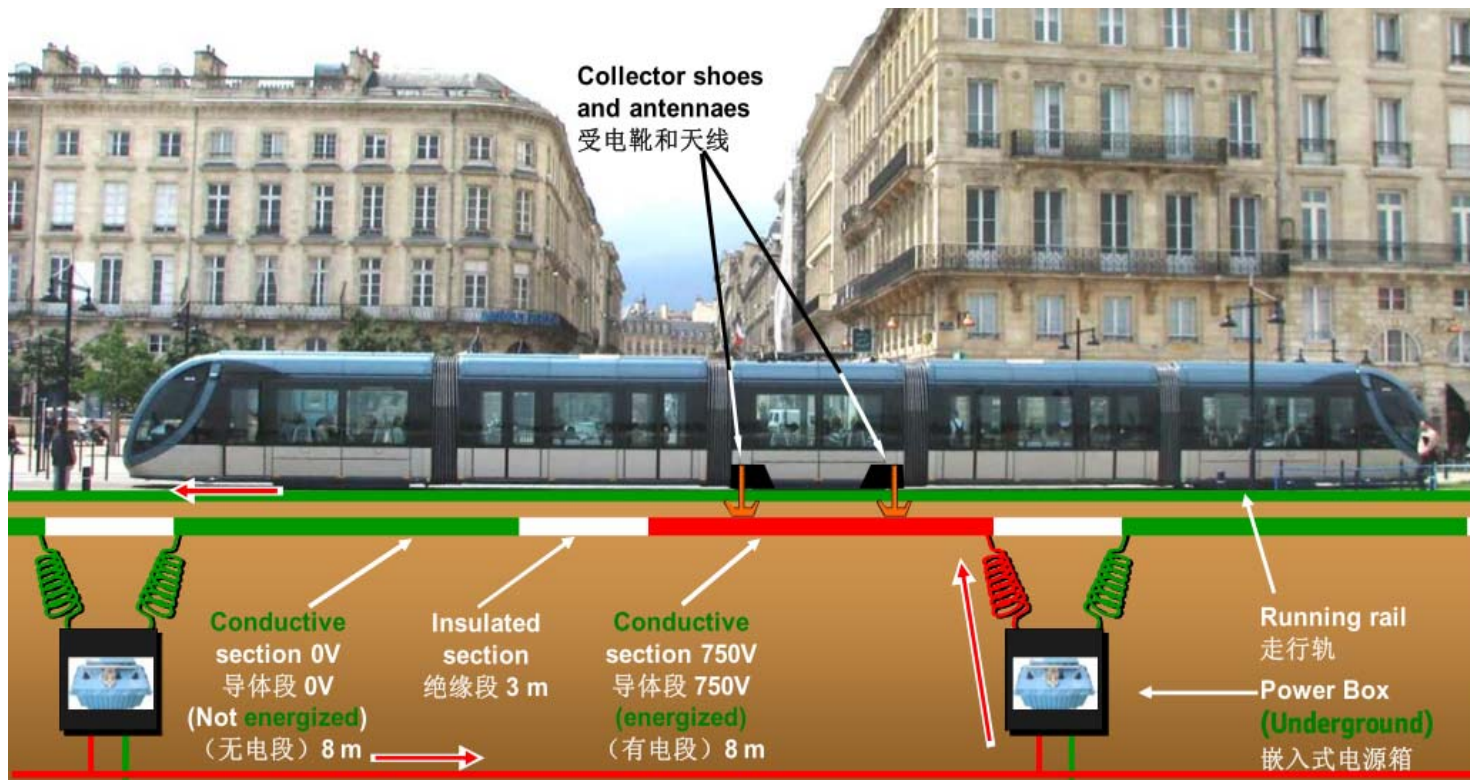 Collector shoes
and antennaes
受电靴和天线
Conductive
section 0V
导体段 0V
(Not energized)
（无电段）8 m
Insulated
section
绝缘段 3 m
Conductive
section 750V
导体段 750V
(energized)
（有电段）8 m
Running rail
走行轨
Power Box
(Underground)
嵌入式电源箱